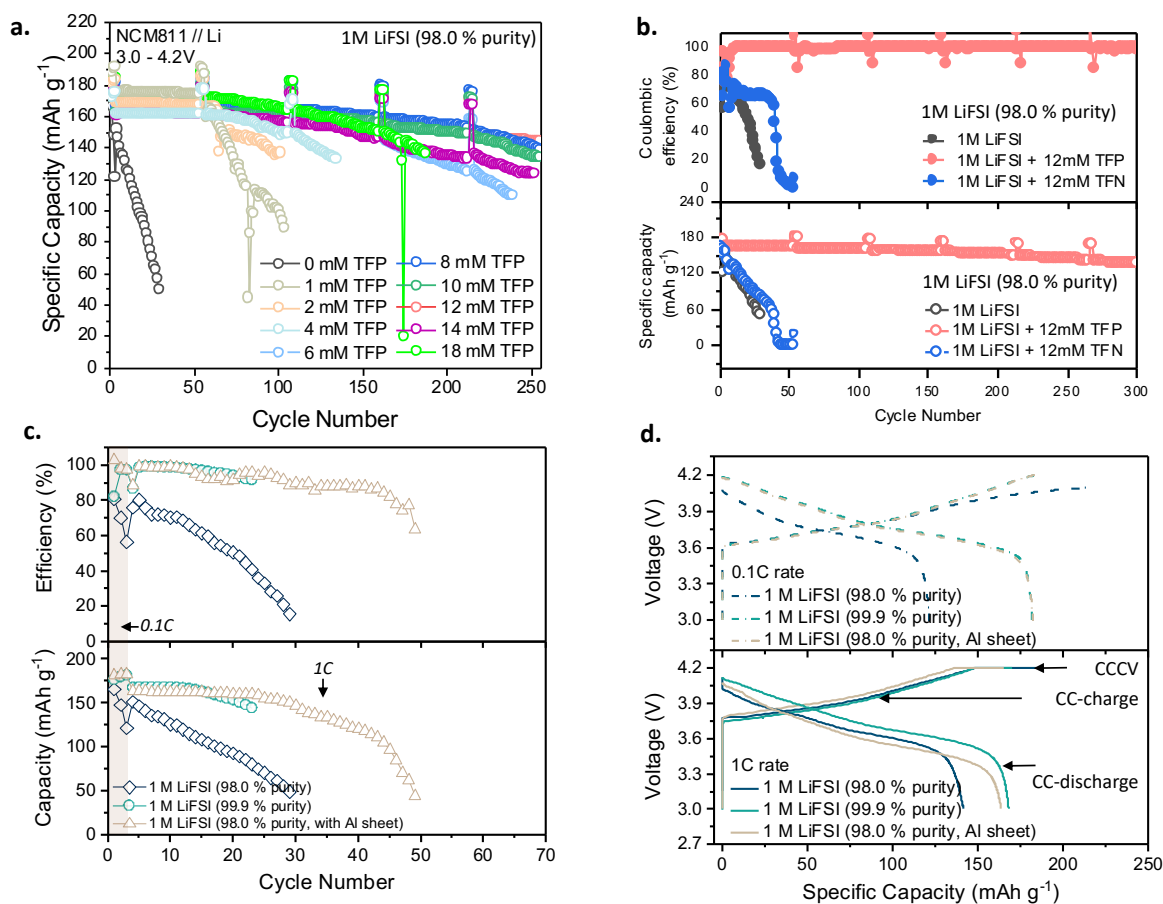 a.
NCM811 // Li
3.0 - 4.2V
1M LiFSI (98.0 % purity)
Specific Capacity (mAh g⁻¹)
220
200
180
160
140
120
100
80
60
40
20
0
0 mM TFP
1 mM TFP
2 mM TFP
4 mM TFP
6 mM TFP
8 mM TFP
10 mM TFP
12 mM TFP
14 mM TFP
18 mM TFP
0 50 100 150 200 250
Cycle Number
b.
Coulombic
efficiency (%)
100
80
60
40
20
0
1M LiFSI (98.0 % purity)
1M LiFSI
1M LiFSI + 12mM TFP
1M LiFSI + 12mM TFN
Specific capacity
(mAh g⁻¹)
240
180
120
60
0
1M LiFSI (98.0 % purity)
1M LiFSI
1M LiFSI + 12mM TFP
1M LiFSI + 12mM TFN
0 50 100 150 200 250 300
Cycle Number
c.
Efficiency (%)
100
80
60
40
20
0
0.1C
Capacity (mAh g⁻¹)
200
150
100
50
0
1C
1 M LiFSI (98.0 % purity)
1 M LiFSI (99.9 % purity)
1 M LiFSI (98.0 % purity, with Al sheet)
0 10 20 30 40 50 60 70
Cycle Number
d.
Voltage (V)
4.2
3.9
3.6
3.3
3.0
0.1C rate
1 M LiFSI (98.0 % purity)
1 M LiFSI (99.9 % purity)
1 M LiFSI (98.0 % purity, Al sheet)
Voltage (V)
4.2
3.9
3.6
3.3
3.0
2.7
CCCV
CC-charge
CC-discharge
1C rate
1 M LiFSI (98.0 % purity)
1 M LiFSI (99.9 % purity)
1 M LiFSI (98.0 % purity, Al sheet)
0 50 100 150 200 250
Specific Capacity (mAh g⁻¹)